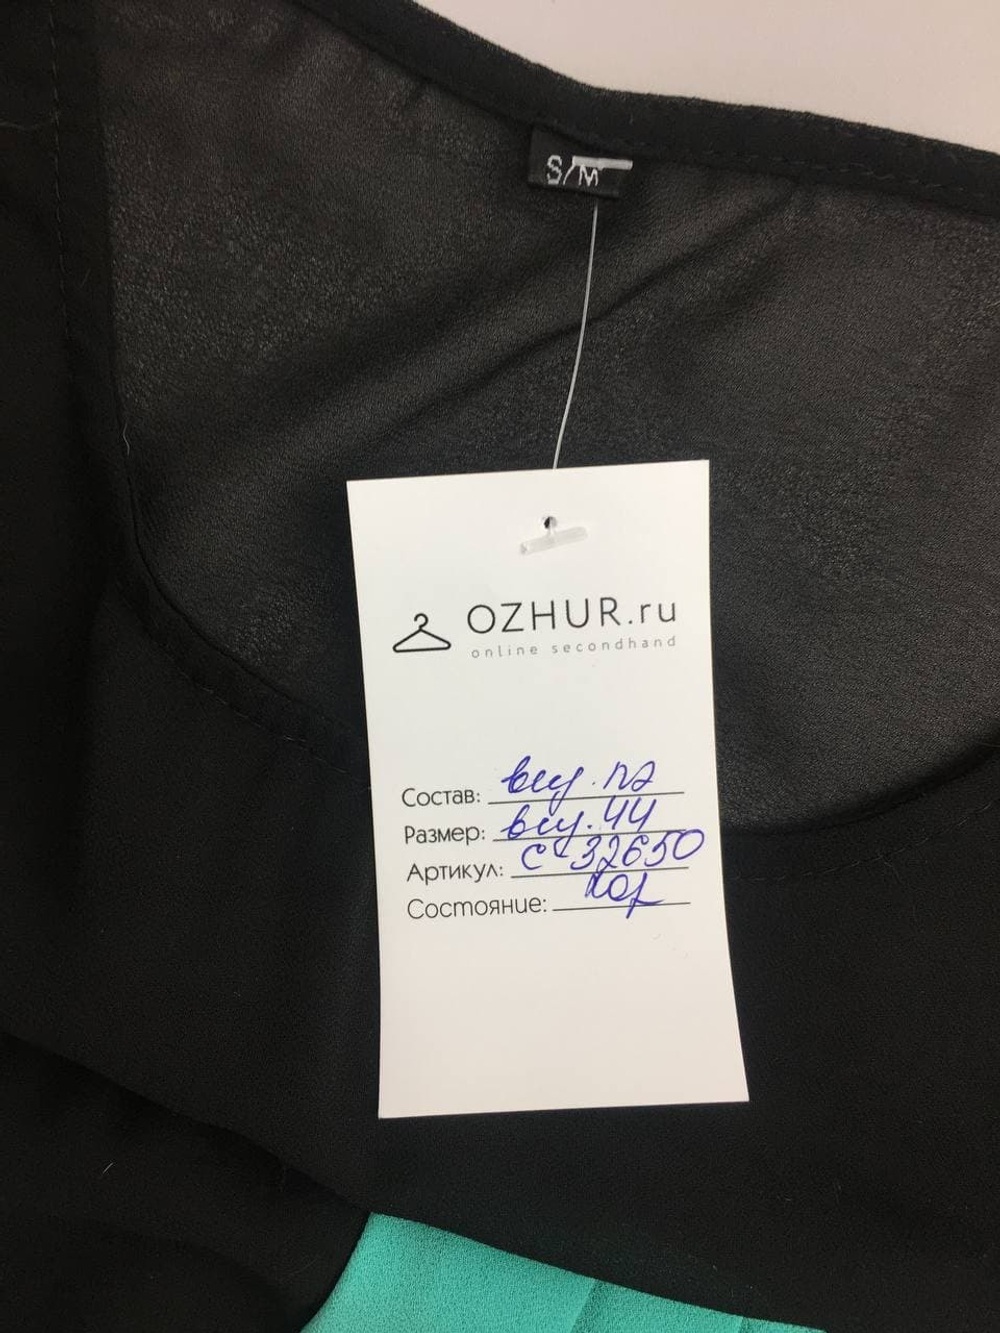 S/M
OZHUR.ru
online secondhand
Состав: виз. пэ
Размер: виз. 44
Артикул: С-32650
Состояние: хор